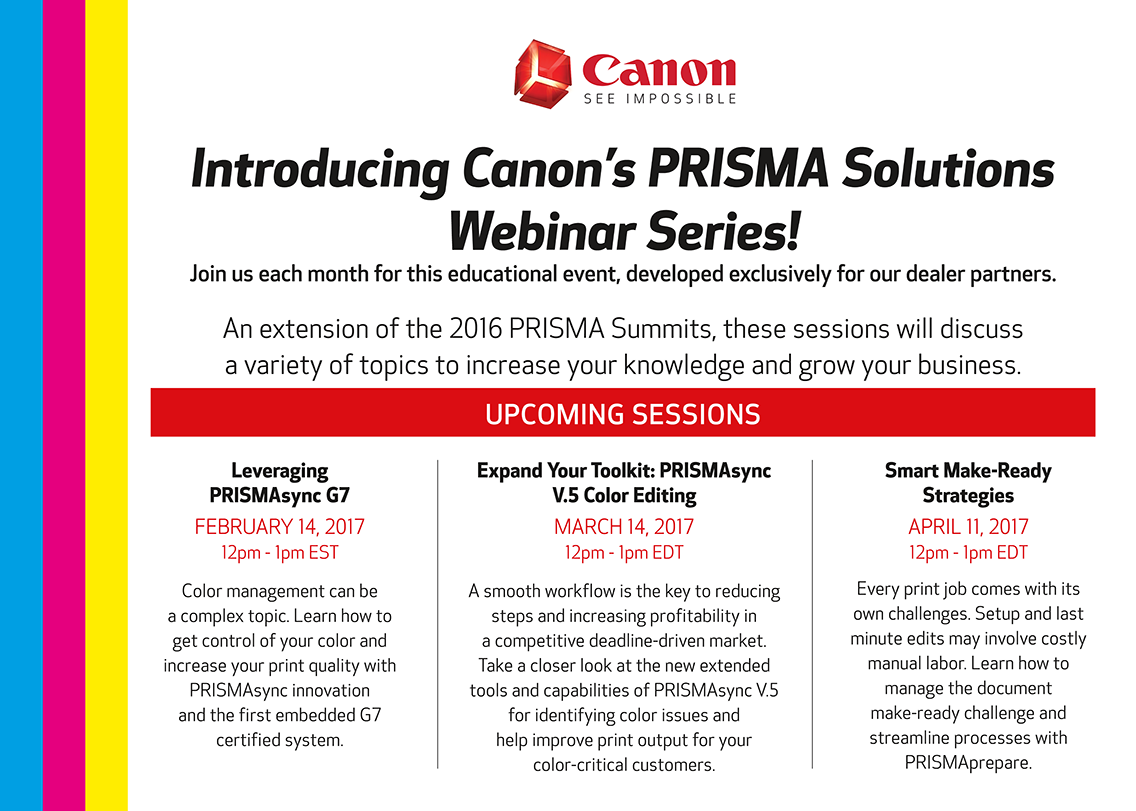 Canon
SEE IMPOSSIBLE
Introducing Canon's PRISMA Solutions
Webinar Series!
Join us each month for this educational event, developed exclusively for our dealer partners.
An extension of the 2016 PRISMA Summits, these sessions will discuss
a variety of topics to increase your knowledge and grow your business.
UPCOMING SESSIONS
Leveraging
PRISMAsync G7
FEBRUARY 14, 2017
12pm - 1pm EST
Color management can be
a complex topic. Learn how to
get control of your color and
increase your print quality with
PRISMAsync innovation
and the first embedded G7
certified system.
Expand Your Toolkit: PRISMAsync
V.5 Color Editing
MARCH 14, 2017
12pm - 1pm EDT
A smooth workflow is the key to reducing
steps and increasing profitability in
a competitive deadline-driven market.
Take a closer look at the new extended
tools and capabilities of PRISMAsync V.5
for identifying color issues and
help improve print output for your
color-critical customers.
Smart Make-Ready
Strategies
APRIL 11, 2017
12pm - 1pm EDT
Every print job comes with its
own challenges. Setup and last
minute edits may involve costly
manual labor. Learn how to
manage the document
make-ready challenge and
streamline processes with
PRISMAprepare.